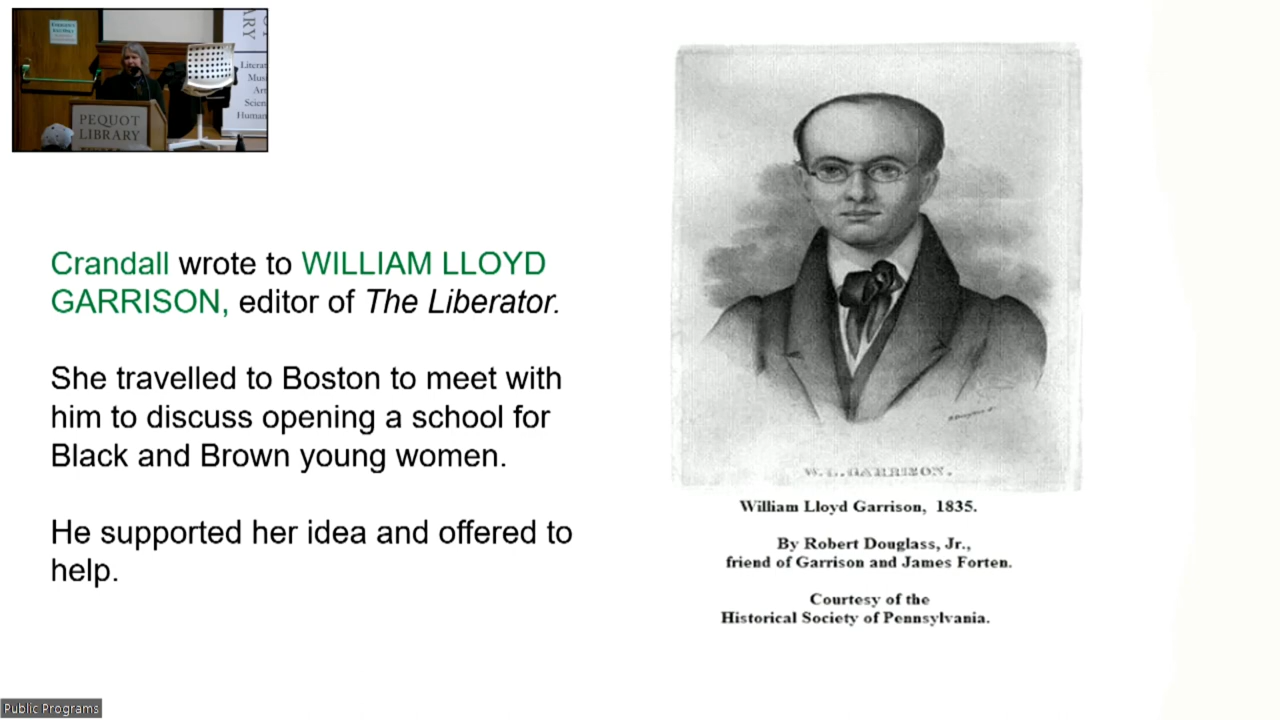 PEQUOT
LIBRARY
Crandall wrote to WILLIAM LLOYD
GARRISON, editor of The Liberator.
She travelled to Boston to meet with
him to discuss opening a school for
Black and Brown young women.
He supported her idea and offered to
help.
W. L. GARRISON.
William Lloyd Garrison, 1835.
By Robert Douglass, Jr.,
friend of Garrison and James Forten.
Courtesy of the
Historical Society of Pennsylvania.
Public Programs